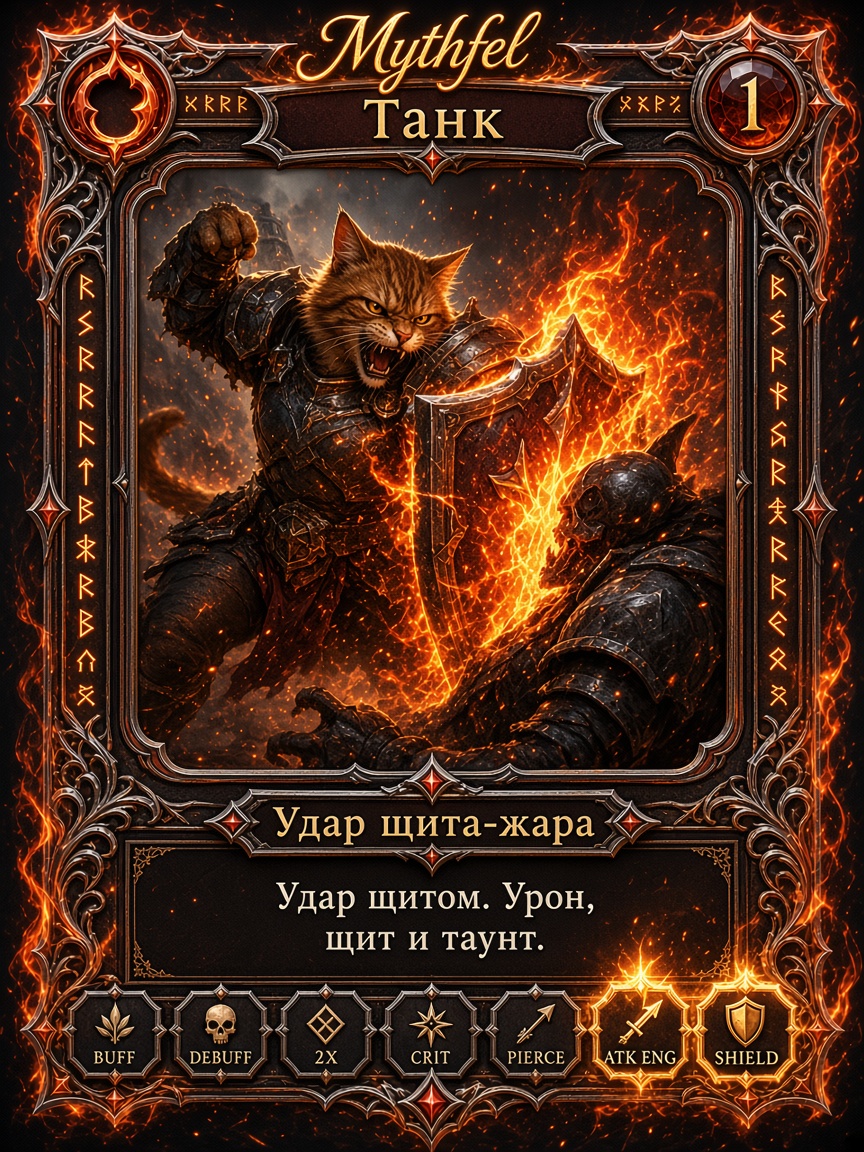 Mythfel
Танк
1
Удар щита-жара
Удар щитом. Урон,
щит и таунт.
BUFF
DEBUFF
2X
CRIT
PIERCE
ATK ENG
SHIELD